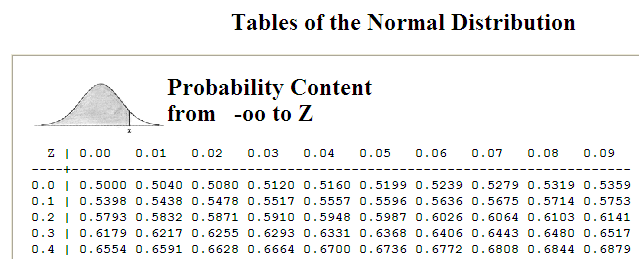 Tables of the Normal Distribution
Probability Content
from -oo to Z
z
Z | 0.00 0.01 0.02 0.03 0.04 0.05 0.06 0.07 0.08 0.09
----+----------------------------------------------------------------------
0.0 | 0.5000 0.5040 0.5080 0.5120 0.5160 0.5199 0.5239 0.5279 0.5319 0.5359
0.1 | 0.5398 0.5438 0.5478 0.5517 0.5557 0.5596 0.5636 0.5675 0.5714 0.5753
0.2 | 0.5793 0.5832 0.5871 0.5910 0.5948 0.5987 0.6026 0.6064 0.6103 0.6141
0.3 | 0.6179 0.6217 0.6255 0.6293 0.6331 0.6368 0.6406 0.6443 0.6480 0.6517
0.4 | 0.6554 0.6591 0.6628 0.6664 0.6700 0.6736 0.6772 0.6808 0.6844 0.6879